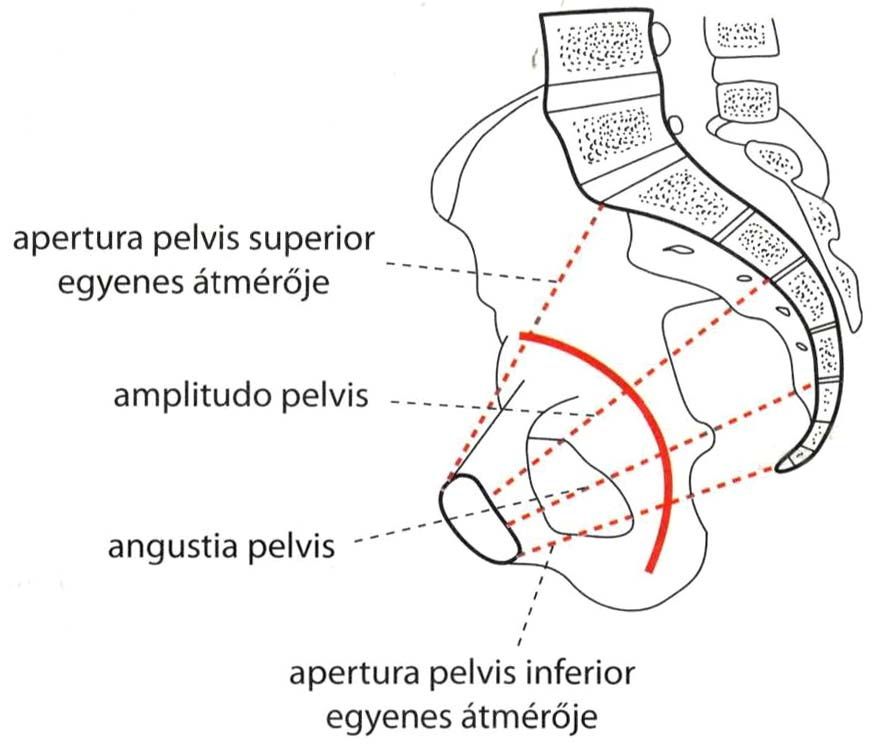 apertura pelvis superior
egyenes átmérője
amplitudo pelvis
angustia pelvis
apertura pelvis inferior
egyenes átmérője